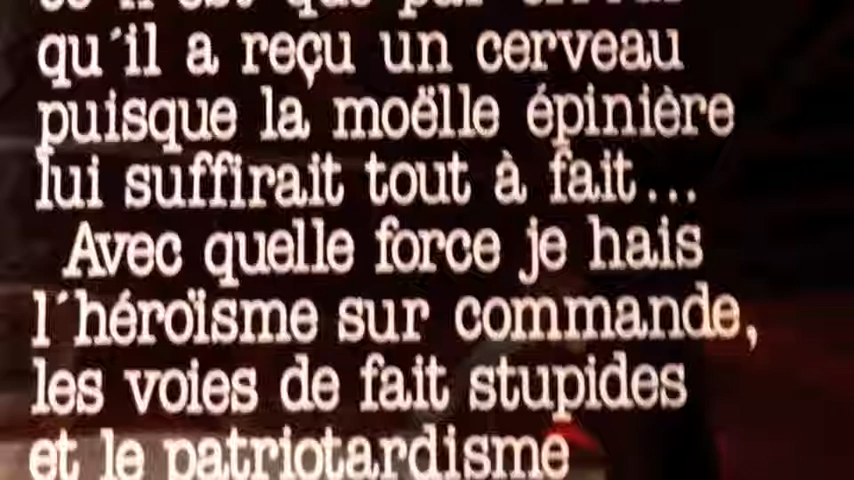 qu´il a reçu un cerveau
puisque la moëlle épinière
lui suffirait tout à fait...
Avec quelle force je hais
l´héroïsme sur commande,
les voies de fait stupides
et le patriotardisme